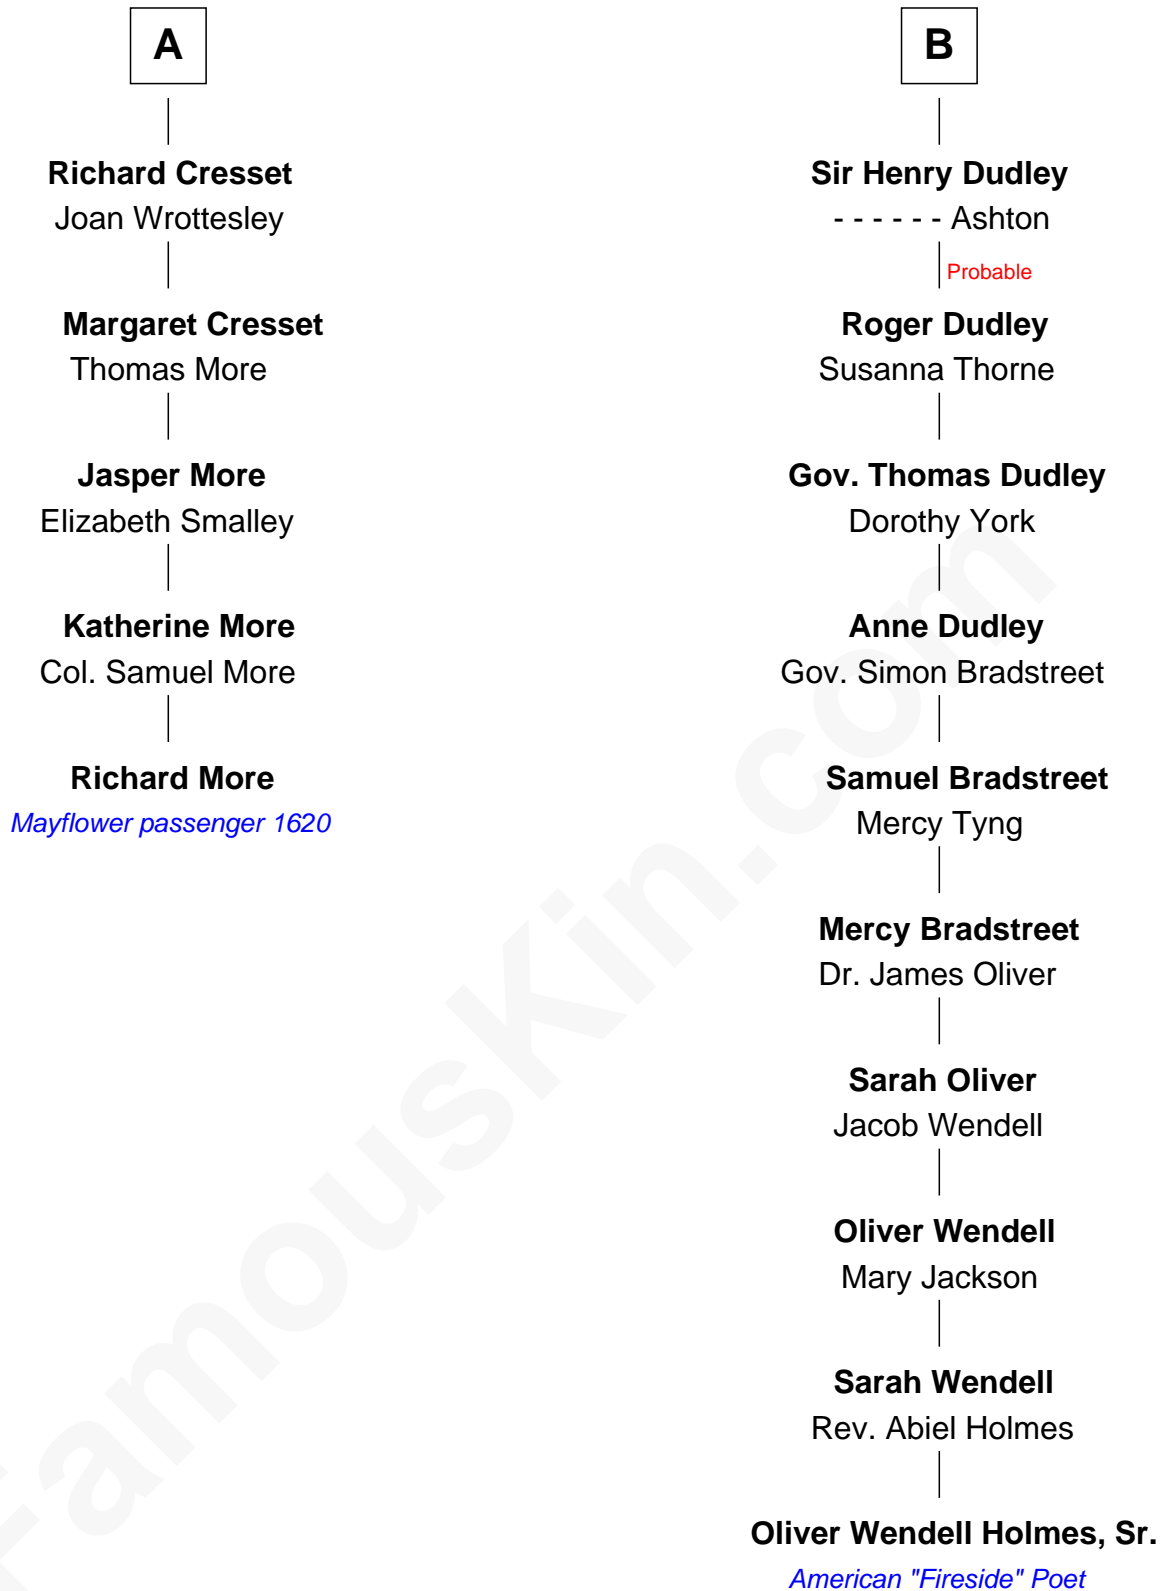 A
Richard Cresset
Joan Wrottesley
Margaret Cresset
Thomas More
Jasper More
Elizabeth Smalley
Katherine More
Col. Samuel More
Richard More
Mayflower passenger 1620
B
Sir Henry Dudley
- - - - - - Ashton
Probable
Roger Dudley
Susanna Thorne
Gov. Thomas Dudley
Dorothy York
Anne Dudley
Gov. Simon Bradstreet
Samuel Bradstreet
Mercy Tyng
Mercy Bradstreet
Dr. James Oliver
Sarah Oliver
Jacob Wendell
Oliver Wendell
Mary Jackson
Sarah Wendell
Rev. Abiel Holmes
Oliver Wendell Holmes, Sr.
American "Fireside" Poet
FamousKin.com